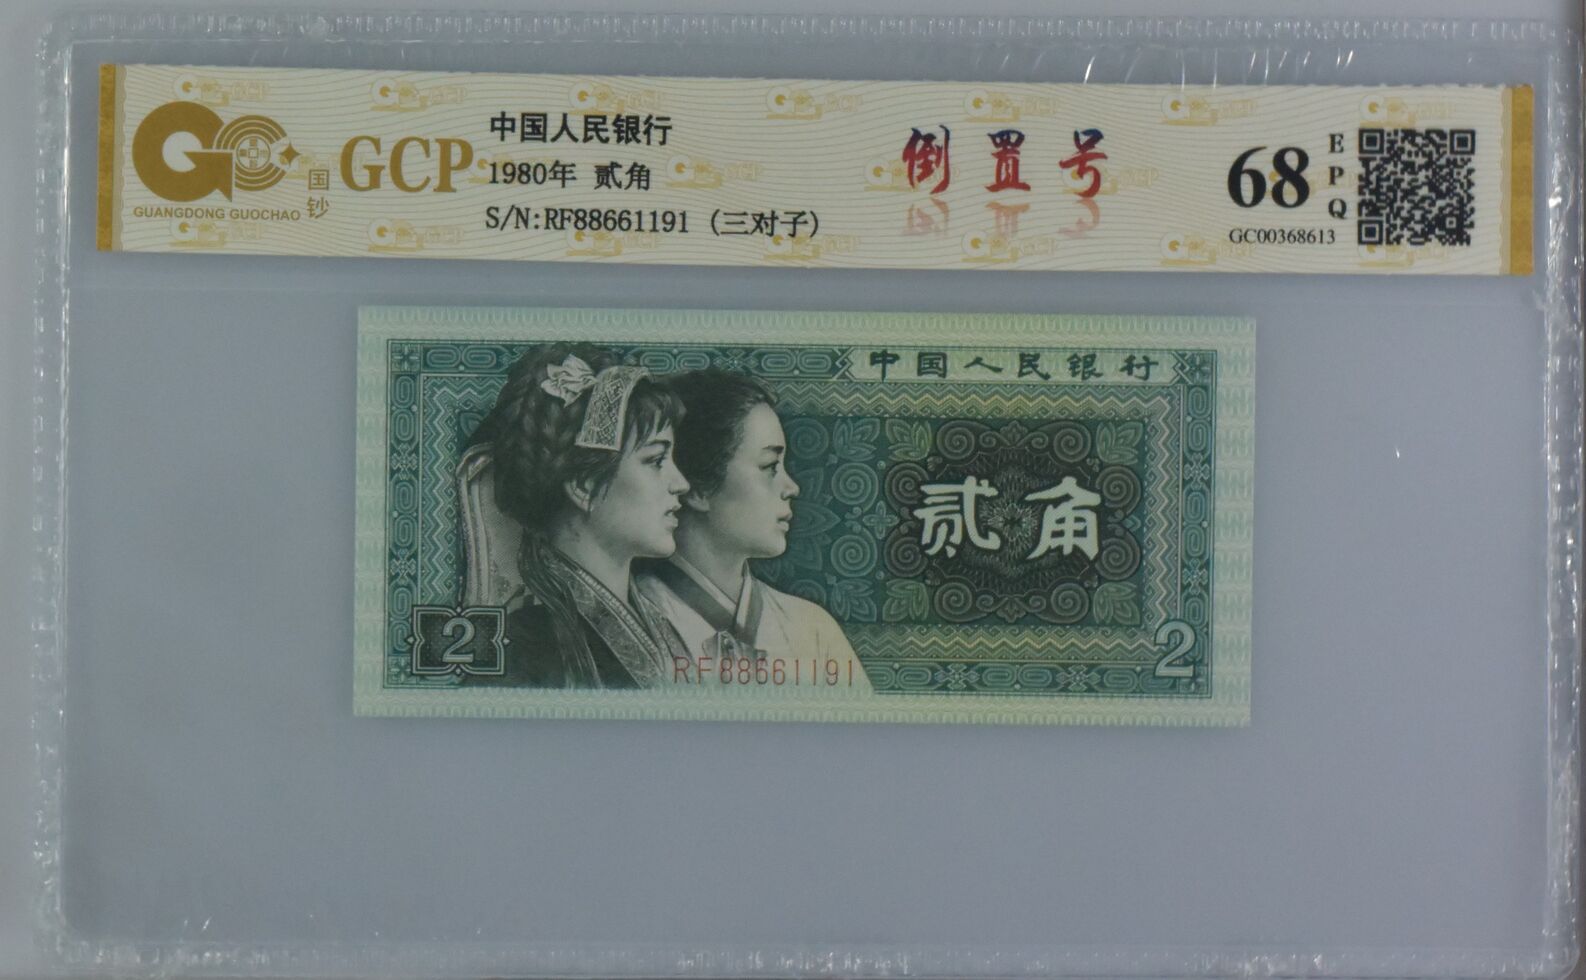 GUANGDONG GUOCHAO
国钞
GCP
中国人民银行
1980年 贰角
S/N:RF88661191 (三对子)
倒置号
68
EPQ
GC00368613
中国人民银行
贰角
2
2
RF88661191